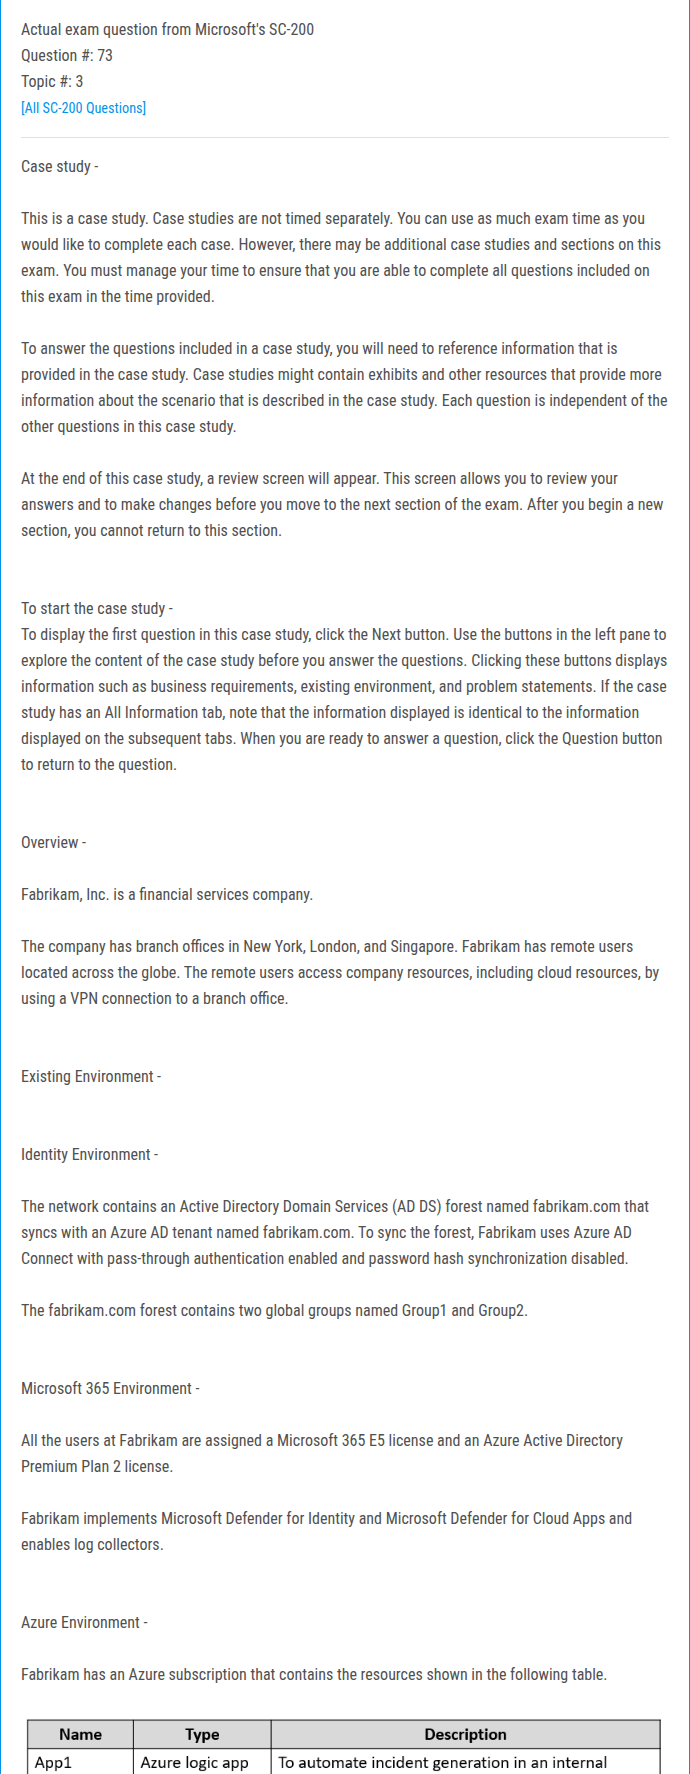 Actual exam question from Microsoft's SC-200
Question #: 73
Topic #: 3
[All SC-200 Questions]
Case study -
This is a case study. Case studies are not timed separately. You can use as much exam time as you
would like to complete each case. However, there may be additional case studies and sections on this
exam. You must manage your time to ensure that you are able to complete all questions included on
this exam in the time provided.
To answer the questions included in a case study, you will need to reference information that is
provided in the case study. Case studies might contain exhibits and other resources that provide more
information about the scenario that is described in the case study. Each question is independent of the
other questions in this case study.
At the end of this case study, a review screen will appear. This screen allows you to review your
answers and to make changes before you move to the next section of the exam. After you begin a new
section, you cannot return to this section.
To start the case study -
To display the first question in this case study, click the Next button. Use the buttons in the left pane to
explore the content of the case study before you answer the questions. Clicking these buttons displays
information such as business requirements, existing environment, and problem statements. If the case
study has an All Information tab, note that the information displayed is identical to the information
displayed on the subsequent tabs. When you are ready to answer a question, click the Question button
to return to the question.
Overview -
Fabrikam, Inc. is a financial services company.
The company has branch offices in New York, London, and Singapore. Fabrikam has remote users
located across the globe. The remote users access company resources, including cloud resources, by
using a VPN connection to a branch office.
Existing Environment -
Identity Environment -
The network contains an Active Directory Domain Services (AD DS) forest named fabrikam.com that
syncs with an Azure AD tenant named fabrikam.com. To sync the forest, Fabrikam uses Azure AD
Connect with pass-through authentication enabled and password hash synchronization disabled.
The fabrikam.com forest contains two global groups named Group1 and Group2.
Microsoft 365 Environment -
All the users at Fabrikam are assigned a Microsoft 365 E5 license and an Azure Active Directory
Premium Plan 2 license.
Fabrikam implements Microsoft Defender for Identity and Microsoft Defender for Cloud Apps and
enables log collectors.
Azure Environment -
Fabrikam has an Azure subscription that contains the resources shown in the following table.
Name Type Description
App1 Azure logic app To automate incident generation in an internal